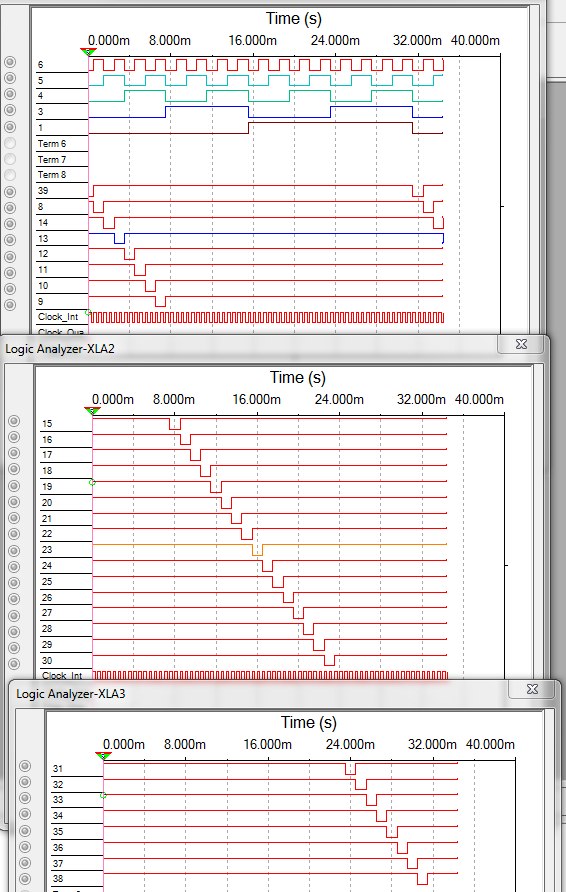 Time (s)
0.000m 8.000m 16.000m 24.000m 32.000m 40.000m
6
5
4
3
1
Term 6
Term 7
Term 8
39
8
14
13
12
11
10
9
Clock_Int
Clock_Qua
Logic Analyzer-XLA2
Time (s)
0.000m 8.000m 16.000m 24.000m 32.000m 40.000m
15
16
17
18
19
20
21
22
23
24
25
26
27
28
29
30
Clock_Int
Logic Analyzer-XLA3
Time (s)
0.000m 8.000m 16.000m 24.000m 32.000m 40.000m
31
32
33
34
35
36
37
38